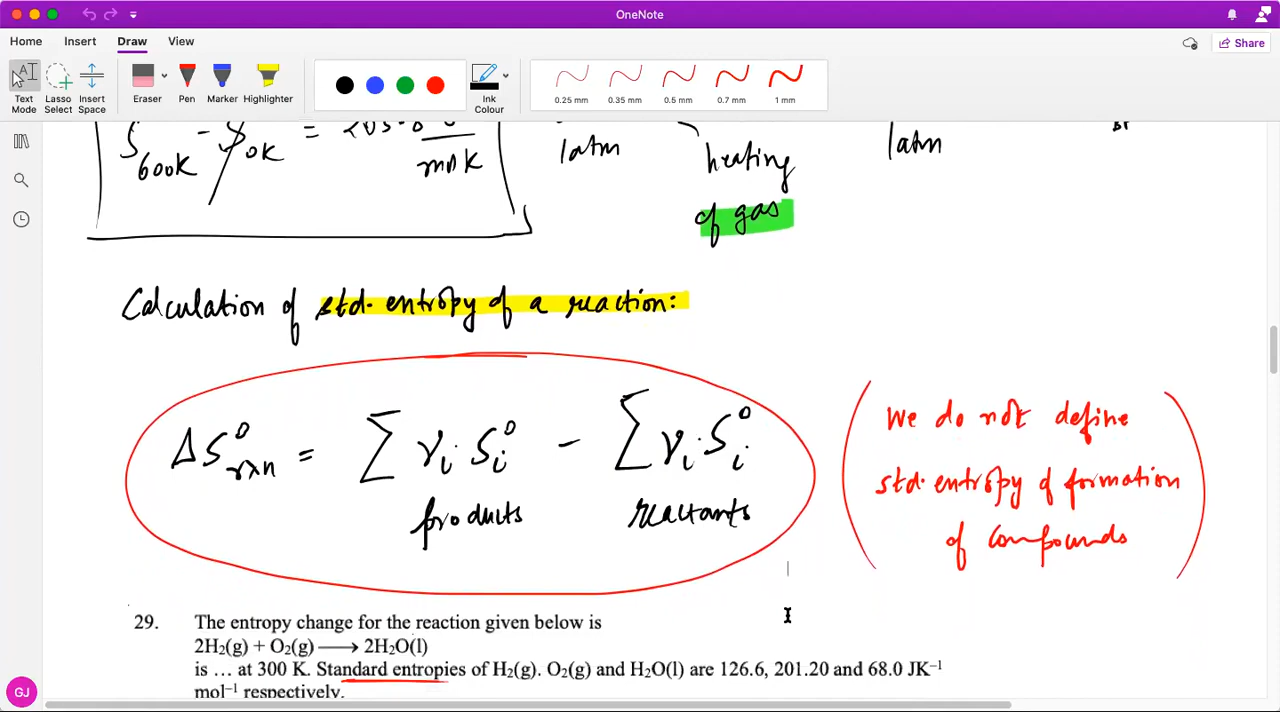 OneNote
Home Insert Draw View
Share
Text Mode
Lasso Select
Insert Space
Eraser
Pen
Marker
Highlighter
Ink Colour
0.25 mm
0.35 mm
0.5 mm
0.7 mm
1 mm
600K - 0K =
1atm
heating
1atm
of gas
Calculation of std. entropy of a reaction:
ΔS⁰rxn = Σ νi Si⁰ - Σ νi Si⁰
products reactants
We do not define
std. entropy of formation
of compounds
29. The entropy change for the reaction given below is
2H₂(g) + O₂(g) ⟶ 2H₂O(l)
is … at 300 K. Standard entropies of H₂(g). O₂(g) and H₂O(l) are 126.6, 201.20 and 68.0 JK⁻¹
mol⁻¹ respectively.
GJ